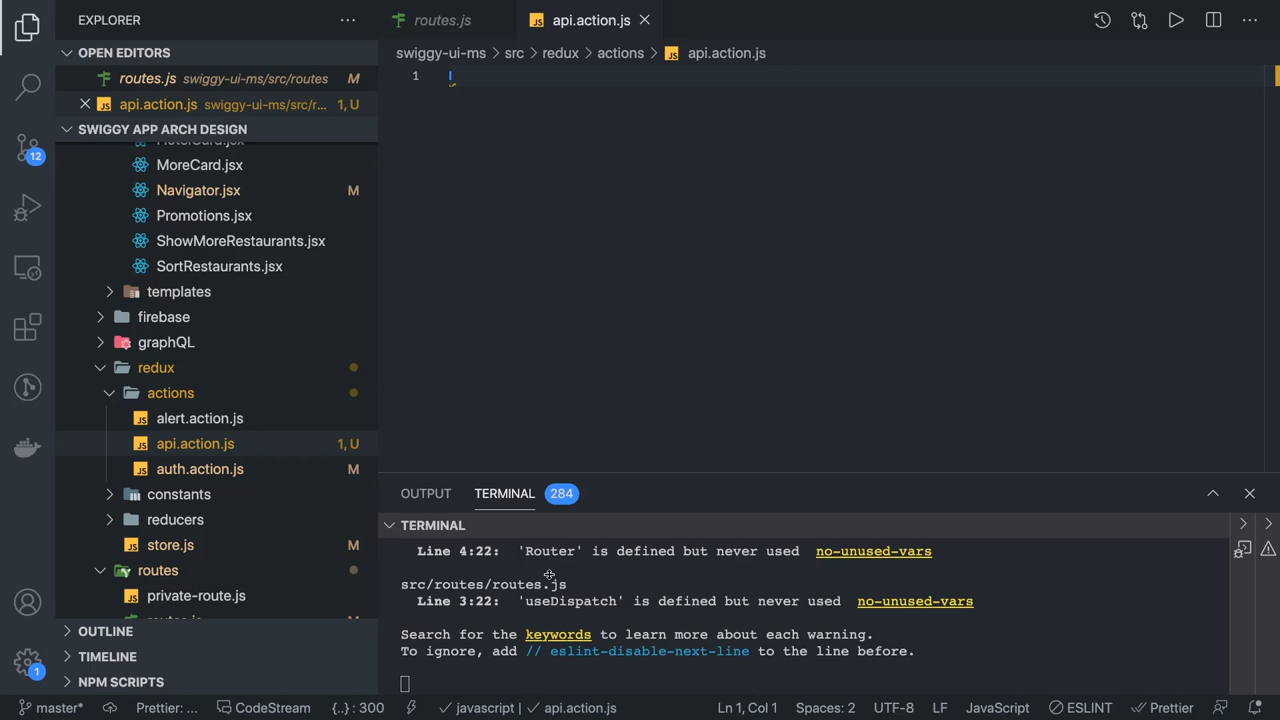 EXPLORER
routes.js
api.action.js
OPEN EDITORS
swiggy-ui-ms > src > redux > actions > api.action.js
routes.js swiggy-ui-ms/src/routes M
1
api.action.js swiggy-ui-ms/src/r... 1, U
SWIGGY APP ARCH DESIGN
HotelCard.jsx
MoreCard.jsx
12
Navigator.jsx M
Promotions.jsx
ShowMoreRestaurants.jsx
SortRestaurants.jsx
templates
firebase
graphQL
redux
actions
alert.action.js
api.action.js 1, U
auth.action.js M
constants
reducers
store.js M
routes
private-route.js
OUTLINE
TIMELINE
NPM SCRIPTS
1
OUTPUT TERMINAL 284
TERMINAL
Line 4:22: 'Router' is defined but never used no-unused-vars
src/routes/routes.js
Line 3:22: 'useDispatch' is defined but never used no-unused-vars
Search for the keywords to learn more about each warning.
To ignore, add // eslint-disable-next-line to the line before.
master* Prettier: ... CodeStream {..} : 300 javascript | api.action.js Ln 1, Col 1 Spaces: 2 UTF-8 LF JavaScript ESLINT Prettier